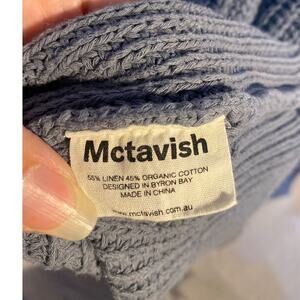 Mctavish
55% LINEN 45% ORGANIC COTTON
DESIGNED IN BYRON BAY
MADE IN CHINA
www.mctavish.com.au